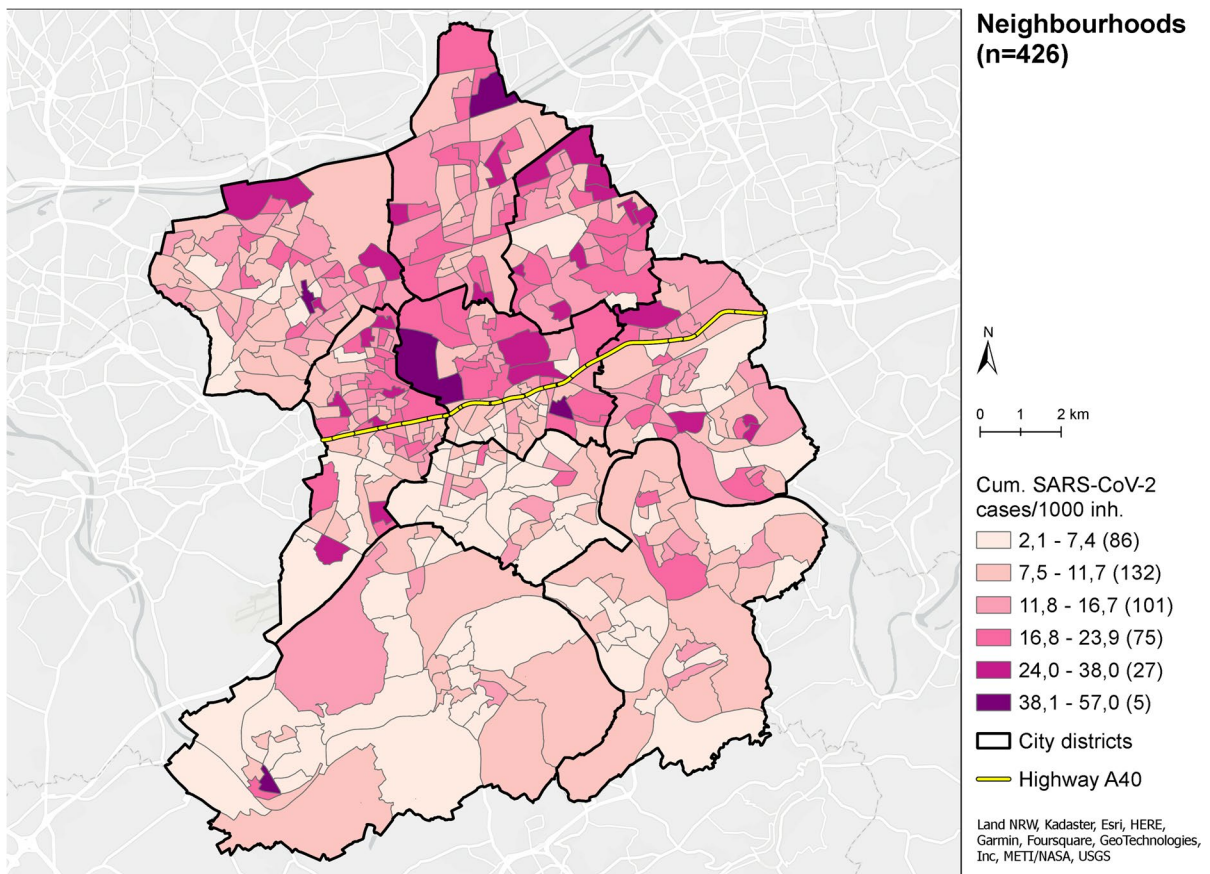 Neighbourhoods
(n=426)
N
0 1 2 km
Cum. SARS-CoV-2
cases/1000 inh.
2,1 - 7,4 (86)
7,5 - 11,7 (132)
11,8 - 16,7 (101)
16,8 - 23,9 (75)
24,0 - 38,0 (27)
38,1 - 57,0 (5)
City districts
Highway A40
Land NRW, Kadaster, Esri, HERE,
Garmin, Foursquare, GeoTechnologies,
Inc, METI/NASA, USGS